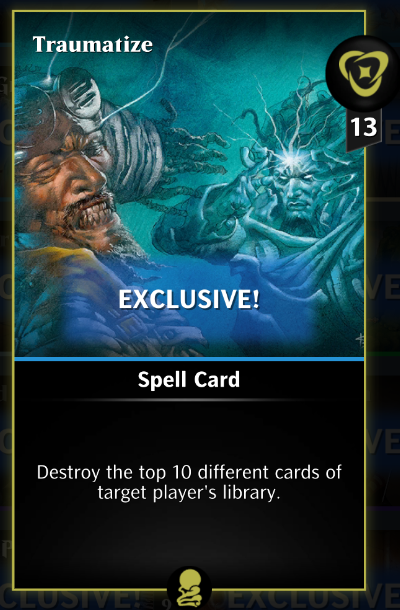 Traumatize
13
EXCLUSIVE!
Spell Card
Destroy the top 10 different cards of
target player's library.